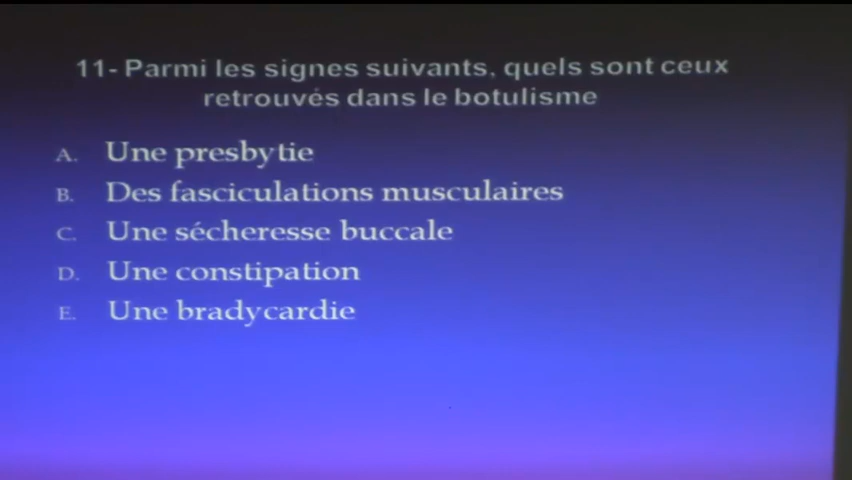 11- Parmi les signes suivants, quels sont ceux
retrouvés dans le botulisme
A. Une presbytie
B. Des fasciculations musculaires
C. Une sécheresse buccale
D. Une constipation
E. Une bradycardie